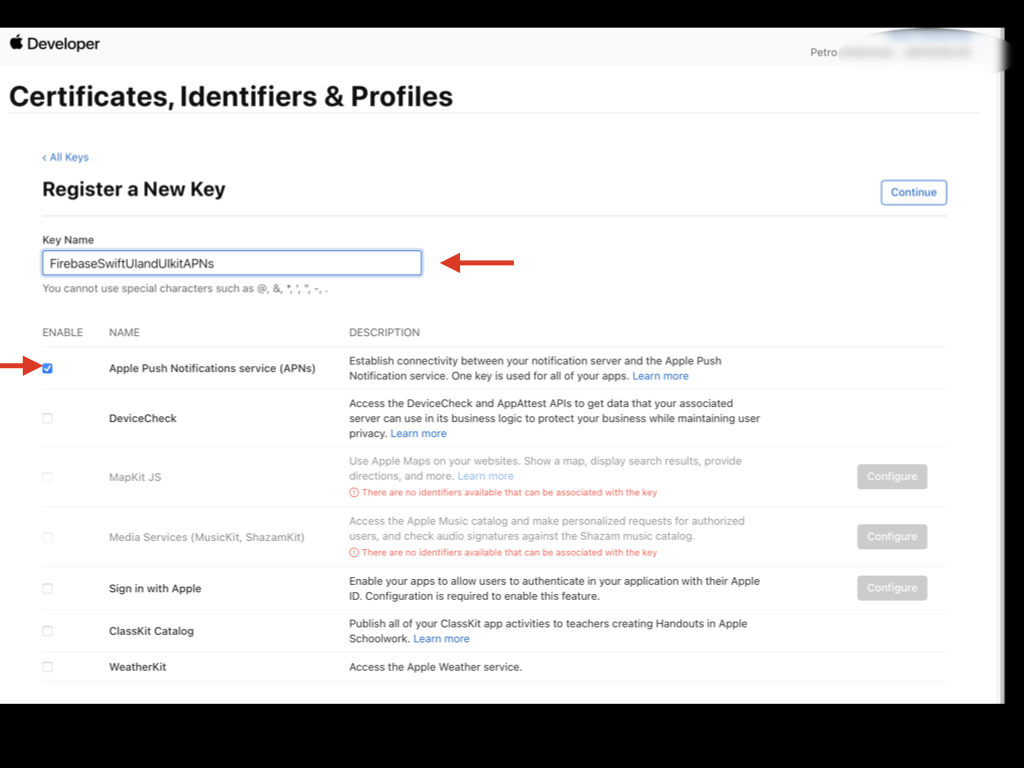 Developer
Petro
Certificates, Identifiers & Profiles
‹ All Keys
Register a New Key
Continue
Key Name
FirebaseSwiftUIandUIkitAPNs
You cannot use special characters such as @, &, *, ', ", -, .
ENABLE NAME DESCRIPTION
Apple Push Notifications service (APNs)
Establish connectivity between your notification server and the Apple Push
Notification service. One key is used for all of your apps. Learn more
DeviceCheck
Access the DeviceCheck and AppAttest APIs to get data that your associated
server can use in its business logic to protect your business while maintaining user
privacy. Learn more
MapKit JS
Use Apple Maps on your websites. Show a map, display search results, provide
directions, and more. Learn more
There are no identifiers available that can be associated with the key
Configure
Media Services (MusicKit, ShazamKit)
Access the Apple Music catalog and make personalized requests for authorized
users, and check audio signatures against the Shazam music catalog.
There are no identifiers available that can be associated with the key
Configure
Sign in with Apple
Enable your apps to allow users to authenticate in your application with their Apple
ID. Configuration is required to enable this feature.
Configure
ClassKit Catalog
Publish all of your ClassKit app activities to teachers creating Handouts in Apple
Schoolwork. Learn more
WeatherKit
Access the Apple Weather service.